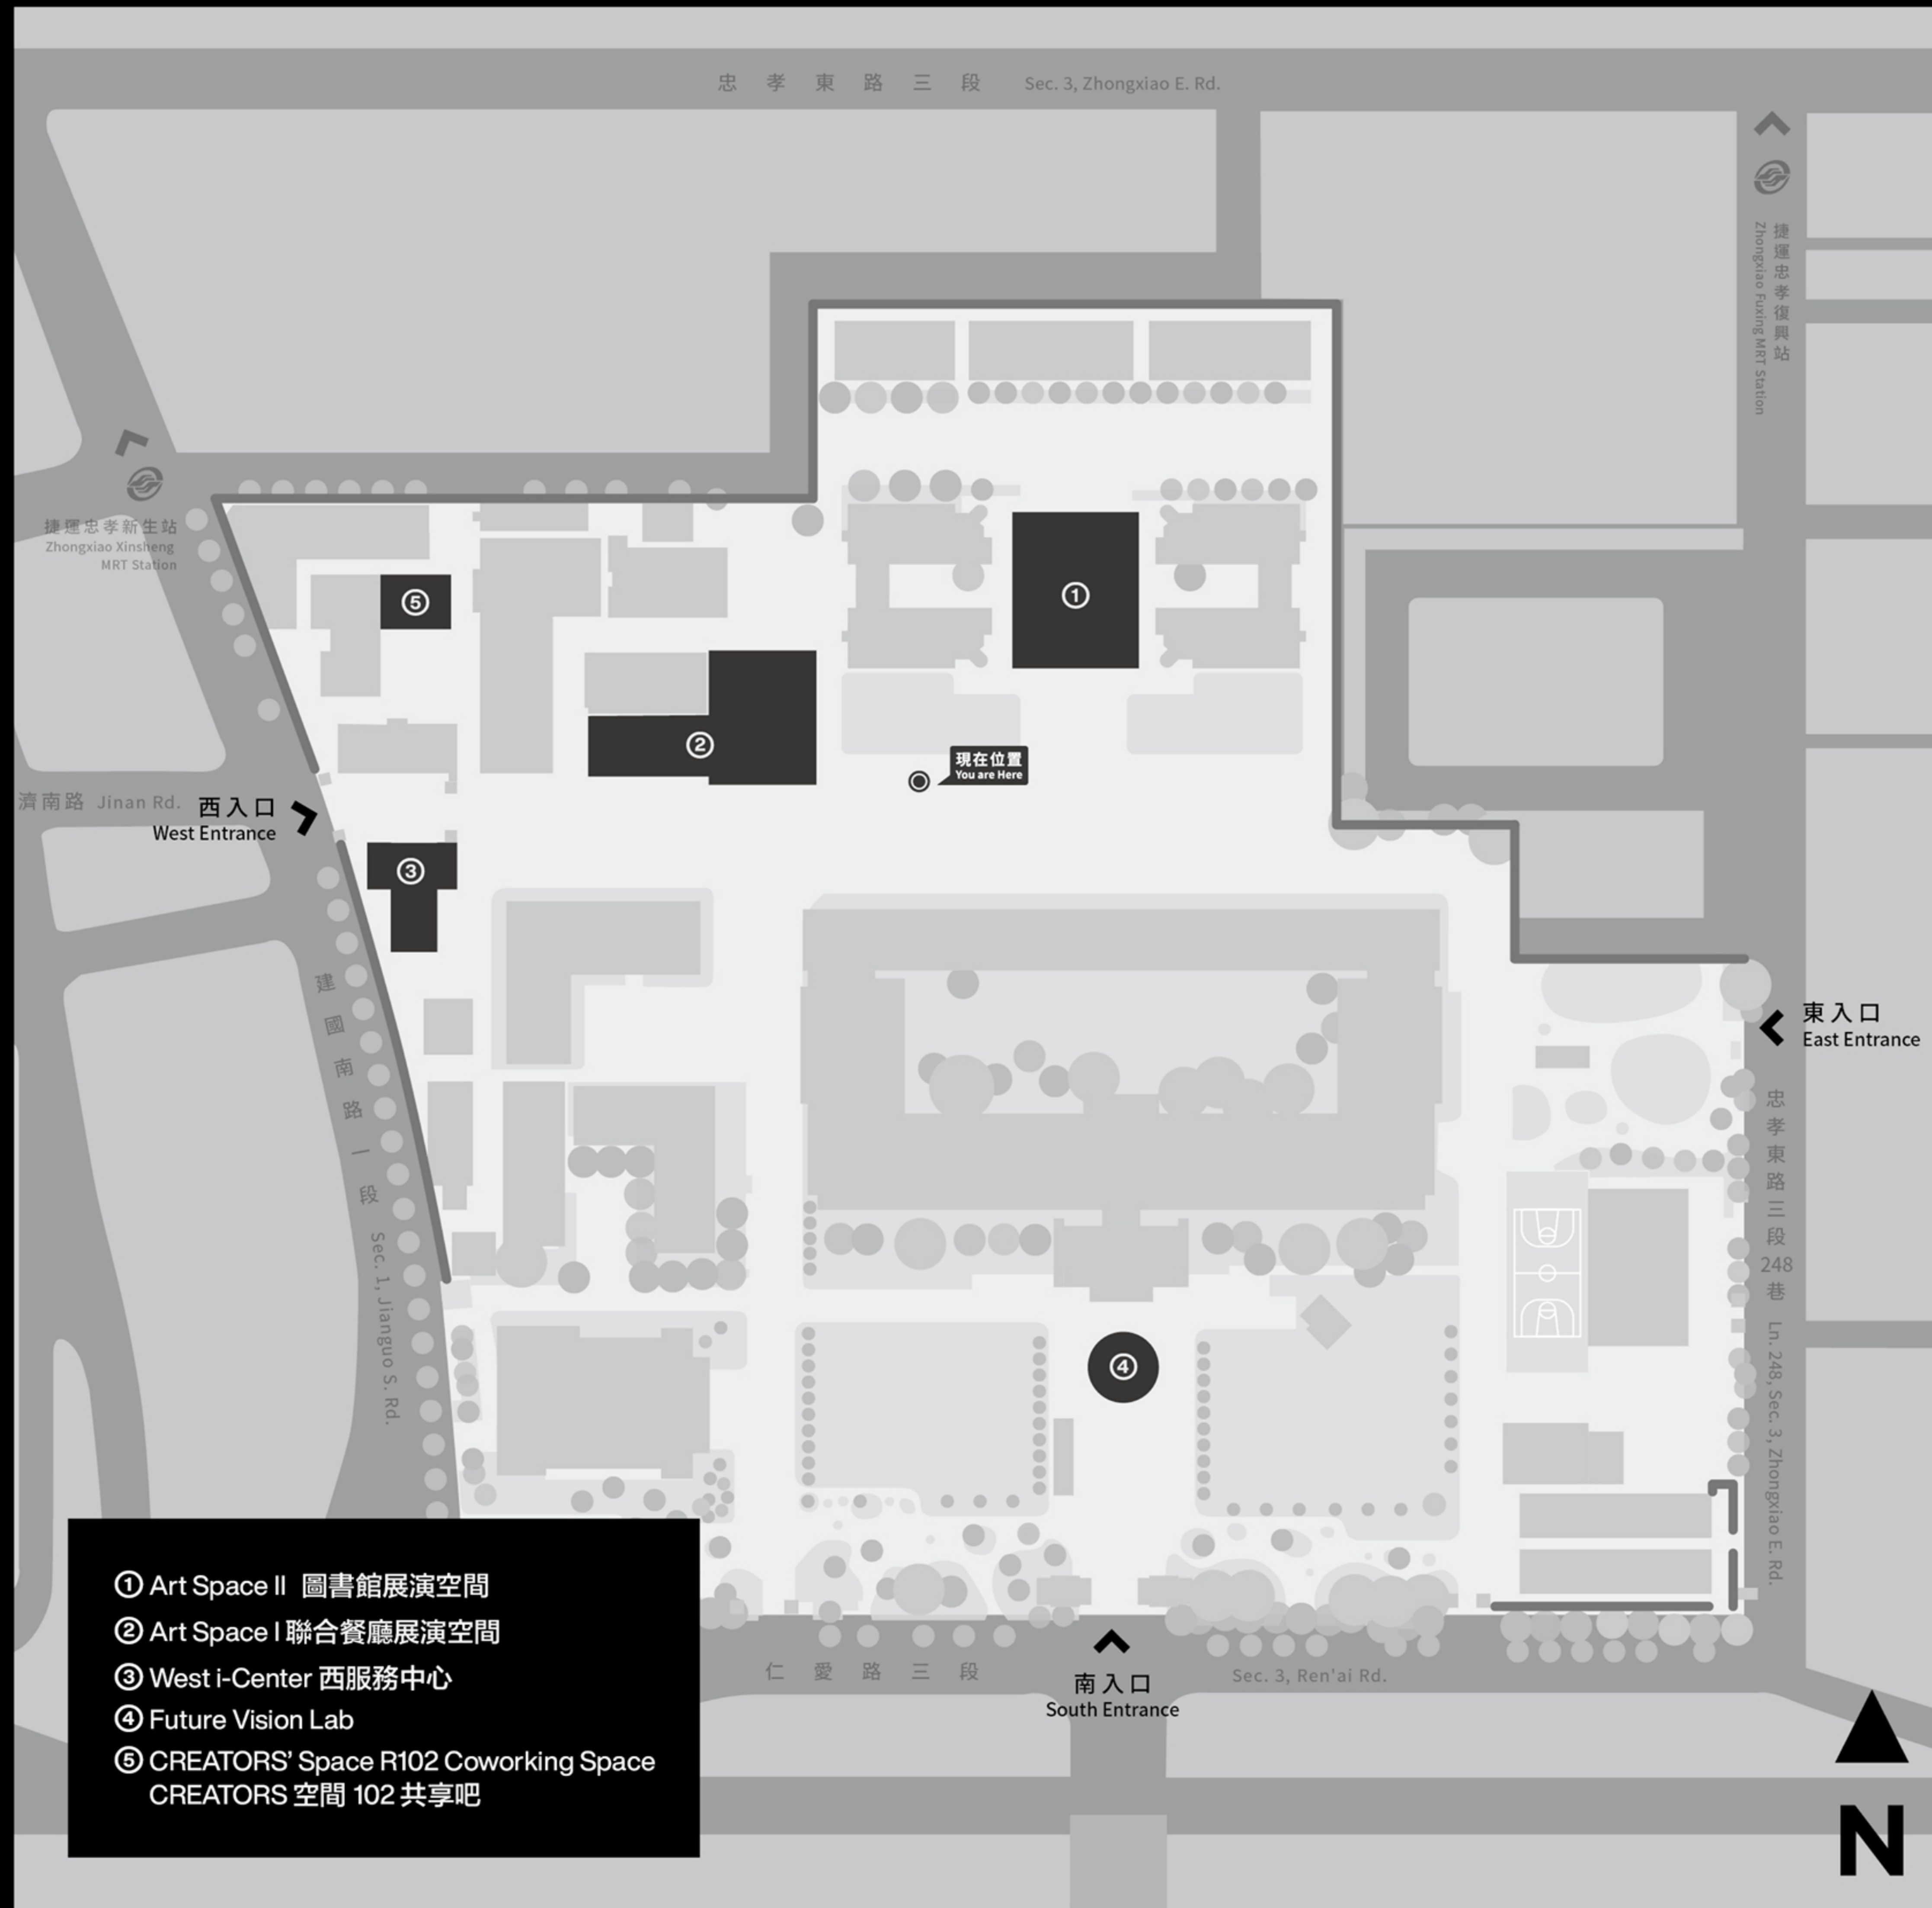 忠孝東路三段 Sec. 3, Zhongxiao E. Rd.
捷運忠孝復興站
Zhongxiao Fuxing MRT Station
捷運忠孝新生站
Zhongxiao Xinsheng
MRT Station
⑤
①
②
現在位置
You are Here
濟南路 Jinan Rd.
西入口
West Entrance
③
建國南路一段 Sec. 1, Jianguo S. Rd.
東入口
East Entrance
忠孝東路三段248巷 Ln. 248, Sec. 3, Zhongxiao E. Rd.
④
① Art Space II 圖書館展演空間
② Art Space I 聯合餐廳展演空間
③ West i-Center 西服務中心
④ Future Vision Lab
⑤ CREATORS’ Space R102 Coworking Space
CREATORS 空間 102 共享吧
仁愛路三段 Sec. 3, Ren'ai Rd.
南入口
South Entrance
N